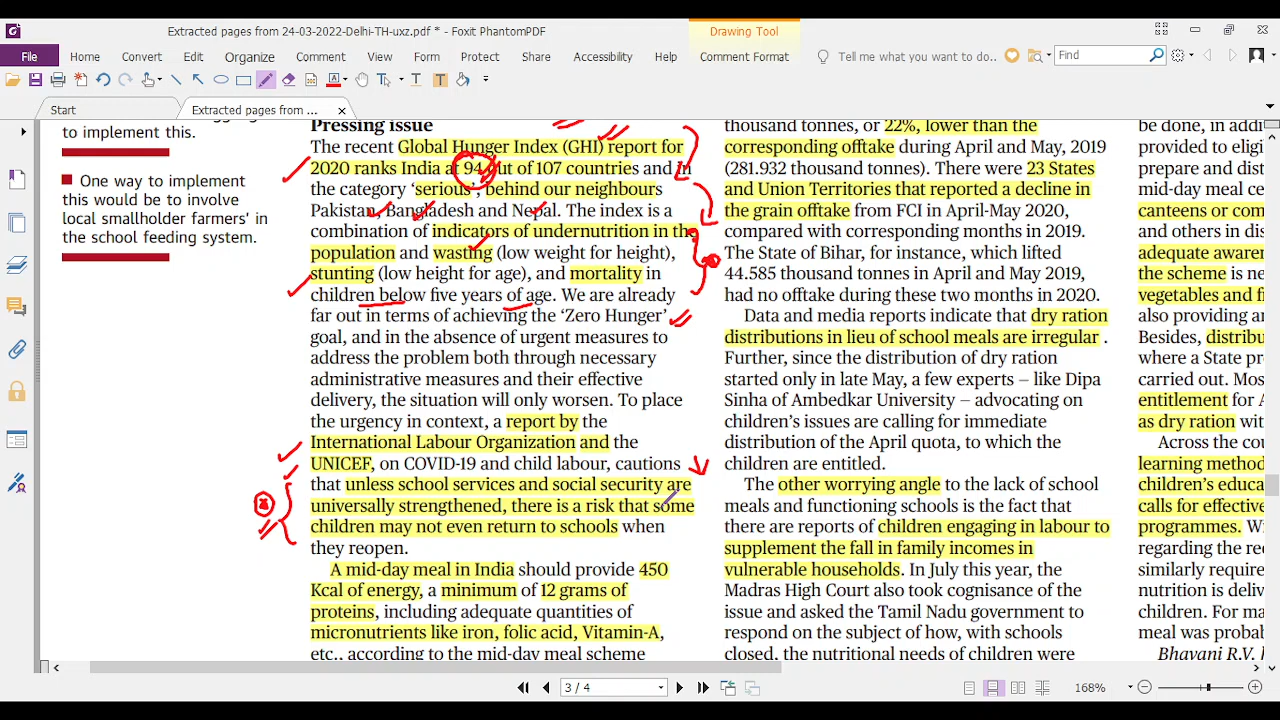 Extracted pages from 24-03-2022-Delhi-TH-uxz.pdf * - Foxit PhantomPDF
Drawing Tool
File
Home
Convert
Edit
Organize
Comment
View
Form
Protect
Share
Accessibility
Help
Comment Format
Tell me what you want to do...
Find
Start
Extracted pages from ...
to implement this.
One way to implement
this would be to involve
local smallholder farmers' in
the school feeding system.
Pressing issue
The recent Global Hunger Index (GHI) report for
2020 ranks India at 94 out of 107 countries and in
the category ‘serious’, behind our neighbours
Pakistan, Bangladesh and Nepal. The index is a
combination of indicators of undernutrition in the
population and wasting (low weight for height),
stunting (low height for age), and mortality in
children below five years of age. We are already
far out in terms of achieving the ‘Zero Hunger’
goal, and in the absence of urgent measures to
address the problem both through necessary
administrative measures and their effective
delivery, the situation will only worsen. To place
the urgency in context, a report by the
International Labour Organization and the
UNICEF, on COVID-19 and child labour, cautions
that unless school services and social security are
universally strengthened, there is a risk that some
children may not even return to schools when
they reopen.
A mid-day meal in India should provide 450
Kcal of energy, a minimum of 12 grams of
proteins, including adequate quantities of
micronutrients like iron, folic acid, Vitamin-A,
etc., according to the mid-day meal scheme
thousand tonnes, or 22%, lower than the
corresponding offtake during April and May, 2019
(281.932 thousand tonnes). There were 23 States
and Union Territories that reported a decline in
the grain offtake from FCI in April-May 2020,
compared with corresponding months in 2019.
The State of Bihar, for instance, which lifted
44.585 thousand tonnes in April and May 2019,
had no offtake during these two months in 2020.
Data and media reports indicate that dry ration
distributions in lieu of school meals are irregular .
Further, since the distribution of dry ration
started only in late May, a few experts — like Dipa
Sinha of Ambedkar University — advocating on
children’s issues are calling for immediate
distribution of the April quota, to which the
children are entitled.
The other worrying angle to the lack of school
meals and functioning schools is the fact that
there are reports of children engaging in labour to
supplement the fall in family incomes in
vulnerable households. In July this year, the
Madras High Court also took cognisance of the
issue and asked the Tamil Nadu government to
respond on the subject of how, with schools
closed, the nutritional needs of children were
be done, in addi
provided to eligi
prepare and dist
mid-day meal ce
canteens or com
and others in dis
adequate awaren
the scheme is ne
vegetables and f
also providing a
Besides, distribu
where a State pr
carried out. Mos
entitlement for A
as dry ration wit
Across the cou
learning method
children’s educa
calls for effective
programmes. W
regarding the re
similarly require
nutrition is deliv
children. For ma
meal was probab
Bhavani R.V.
3 / 4
168%